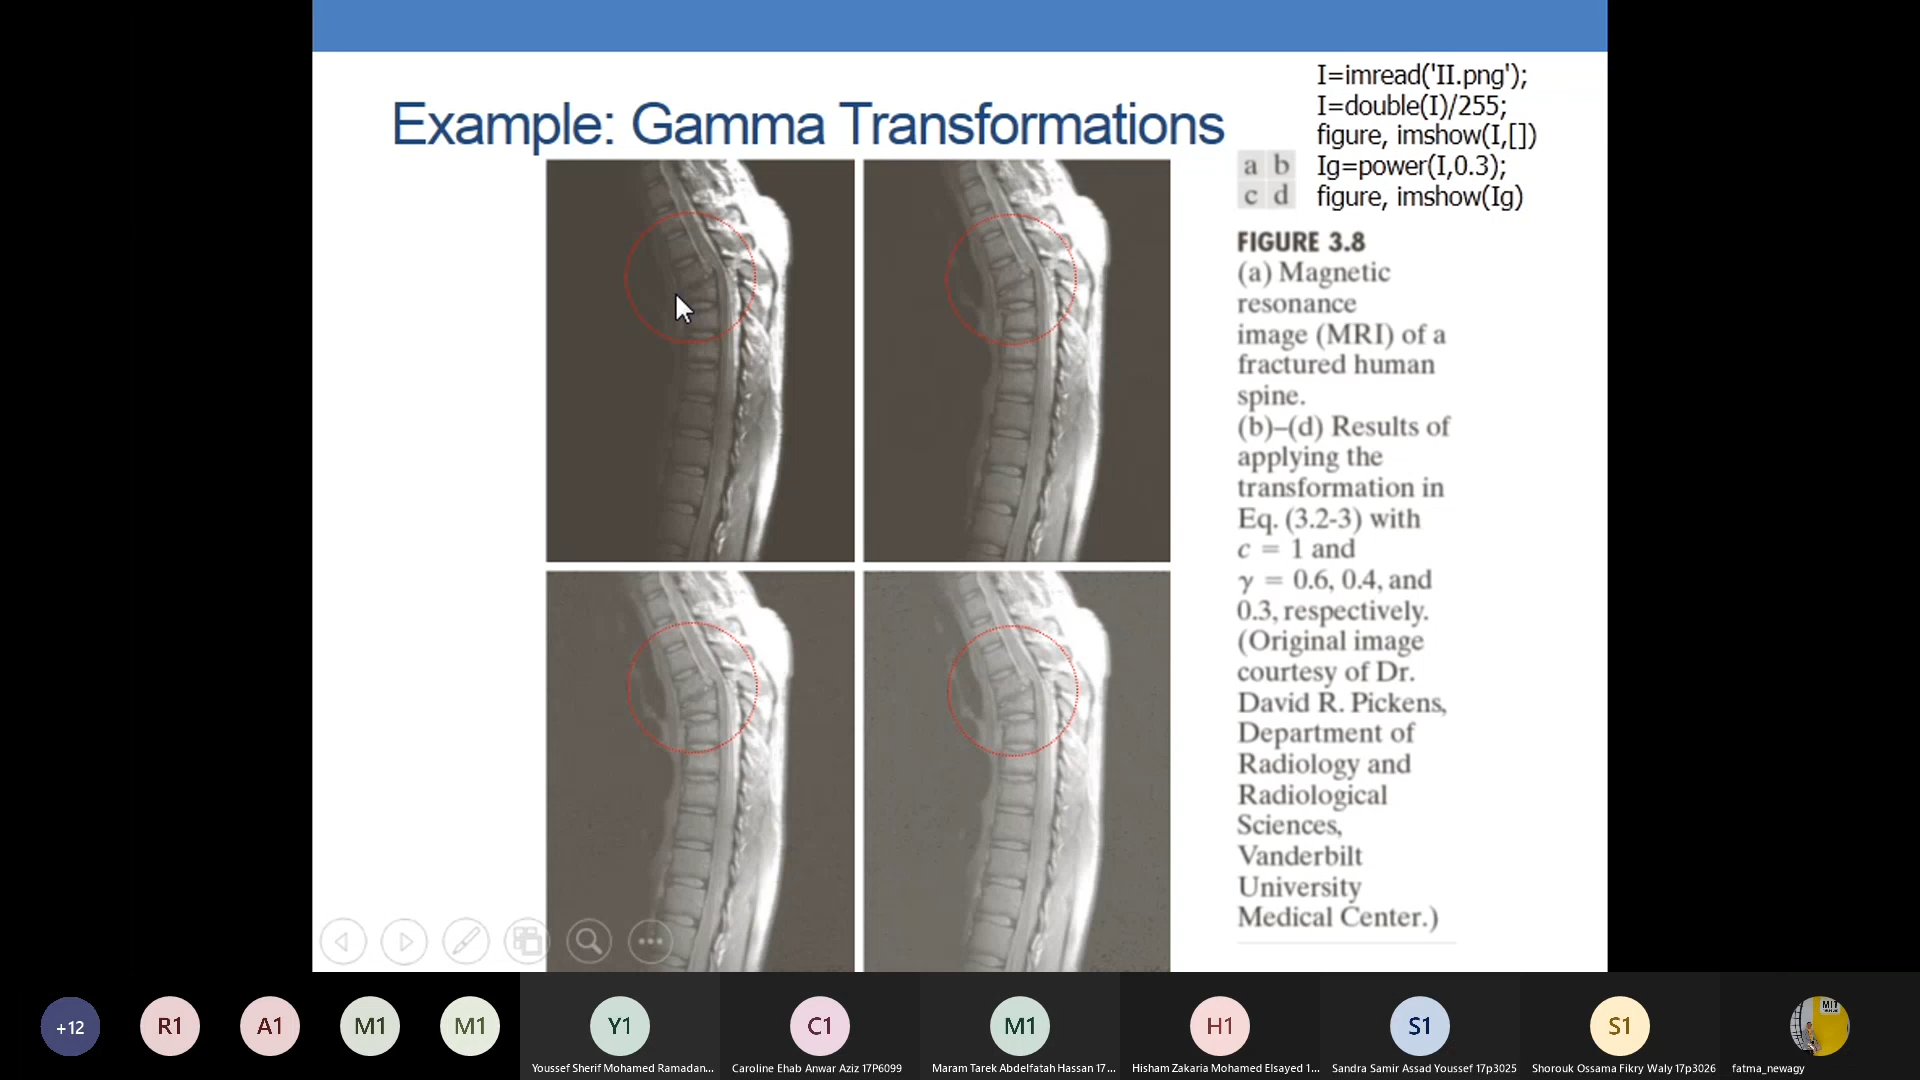 Example: Gamma Transformations
I=imread('II.png');
I=double(I)/255;
figure, imshow(I,[])
Ig=power(I,0.3);
figure, imshow(Ig)
a b
c d
FIGURE 3.8
(a) Magnetic
resonance
image (MRI) of a
fractured human
spine.
(b)–(d) Results of
applying the
transformation in
Eq. (3.2-3) with
c = 1 and
γ = 0.6, 0.4, and
0.3, respectively.
(Original image
courtesy of Dr.
David R. Pickens,
Department of
Radiology and
Radiological
Sciences,
Vanderbilt
University
Medical Center.)
+12
R1
A1
M1
M1
Y1
C1
M1
H1
S1
S1
MIT
Youssef Sherif Mohamed Ramadan...
Caroline Ehab Anwar Aziz 17P6099
Maram Tarek Abdelfatah Hassan 17...
Hisham Zakaria Mohamed Elsayed 1...
Sandra Samir Assad Youssef 17p3025
Shorouk Ossama Fikry Waly 17p3026
fatma_newagy